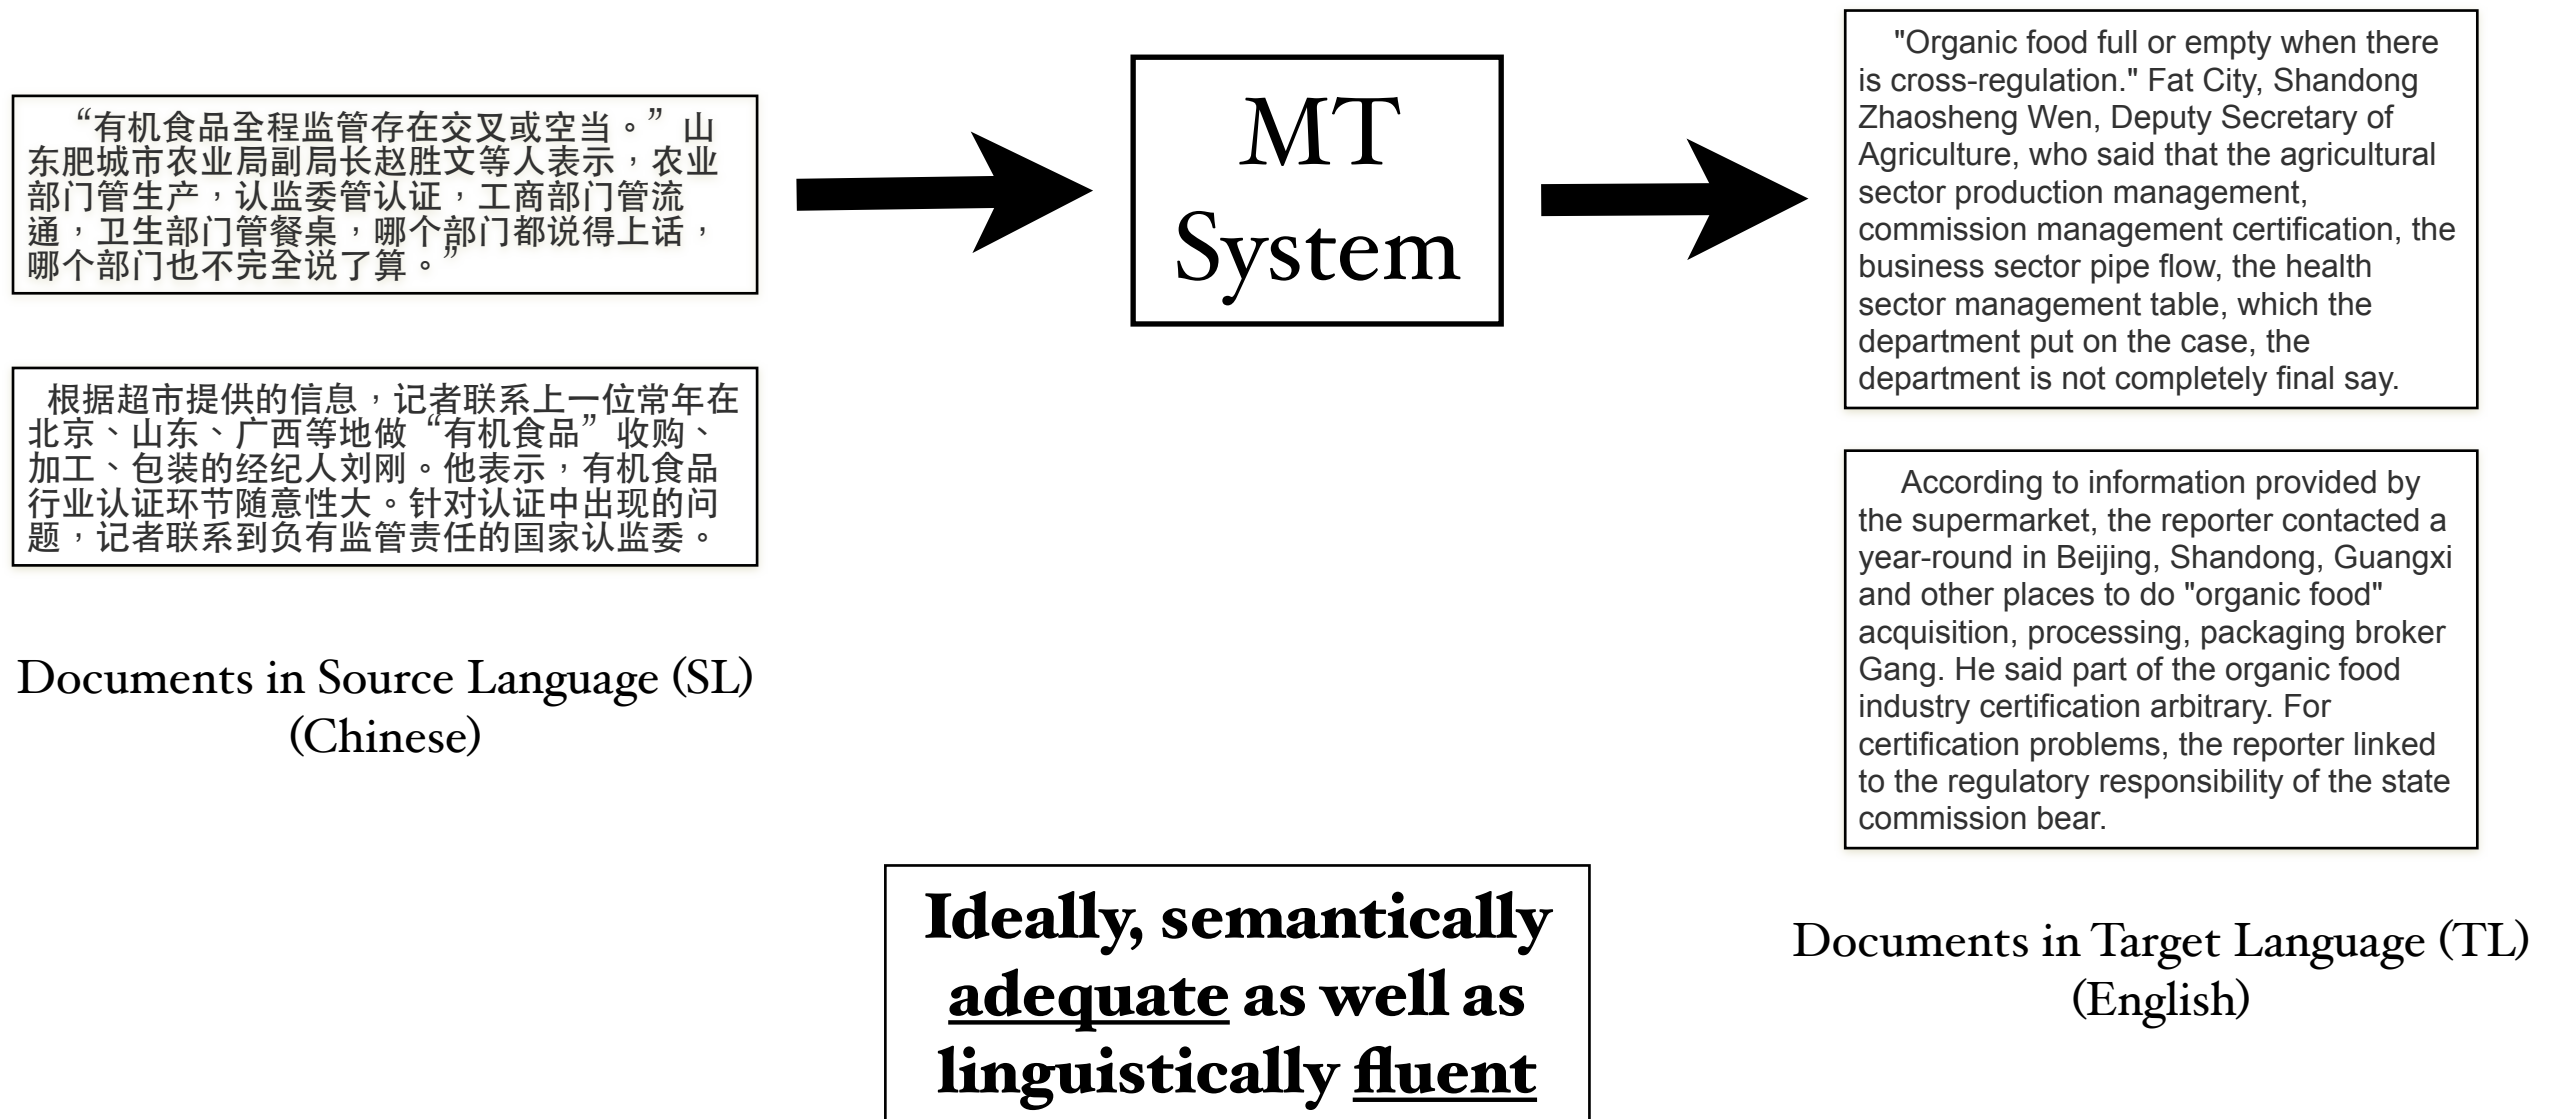 “有机食品全程监管存在交叉或空当。”山
东肥城市农业局副局长赵胜文等人表示，农业
部门管生产，认监委管认证，工商部门管流
通，卫生部门管餐桌，哪个部门都说得上话，
哪个部门也不完全说了算。”
根据超市提供的信息，记者联系上一位常年在
北京、山东、广西等地做“有机食品”收购、
加工、包装的经纪人刘刚。他表示，有机食品
行业认证环节随意性大。针对认证中出现的问
题，记者联系到负有监管责任的国家认监委。
Documents in Source Language (SL)
(Chinese)
MT
System
"Organic food full or empty when there
is cross-regulation." Fat City, Shandong
Zhaosheng Wen, Deputy Secretary of
Agriculture, who said that the agricultural
sector production management,
commission management certification, the
business sector pipe flow, the health
sector management table, which the
department put on the case, the
department is not completely final say.
According to information provided by
the supermarket, the reporter contacted a
year-round in Beijing, Shandong, Guangxi
and other places to do "organic food"
acquisition, processing, packaging broker
Gang. He said part of the organic food
industry certification arbitrary. For
certification problems, the reporter linked
to the regulatory responsibility of the state
commission bear.
Documents in Target Language (TL)
(English)
Ideally, semantically
adequate as well as
linguistically fluent